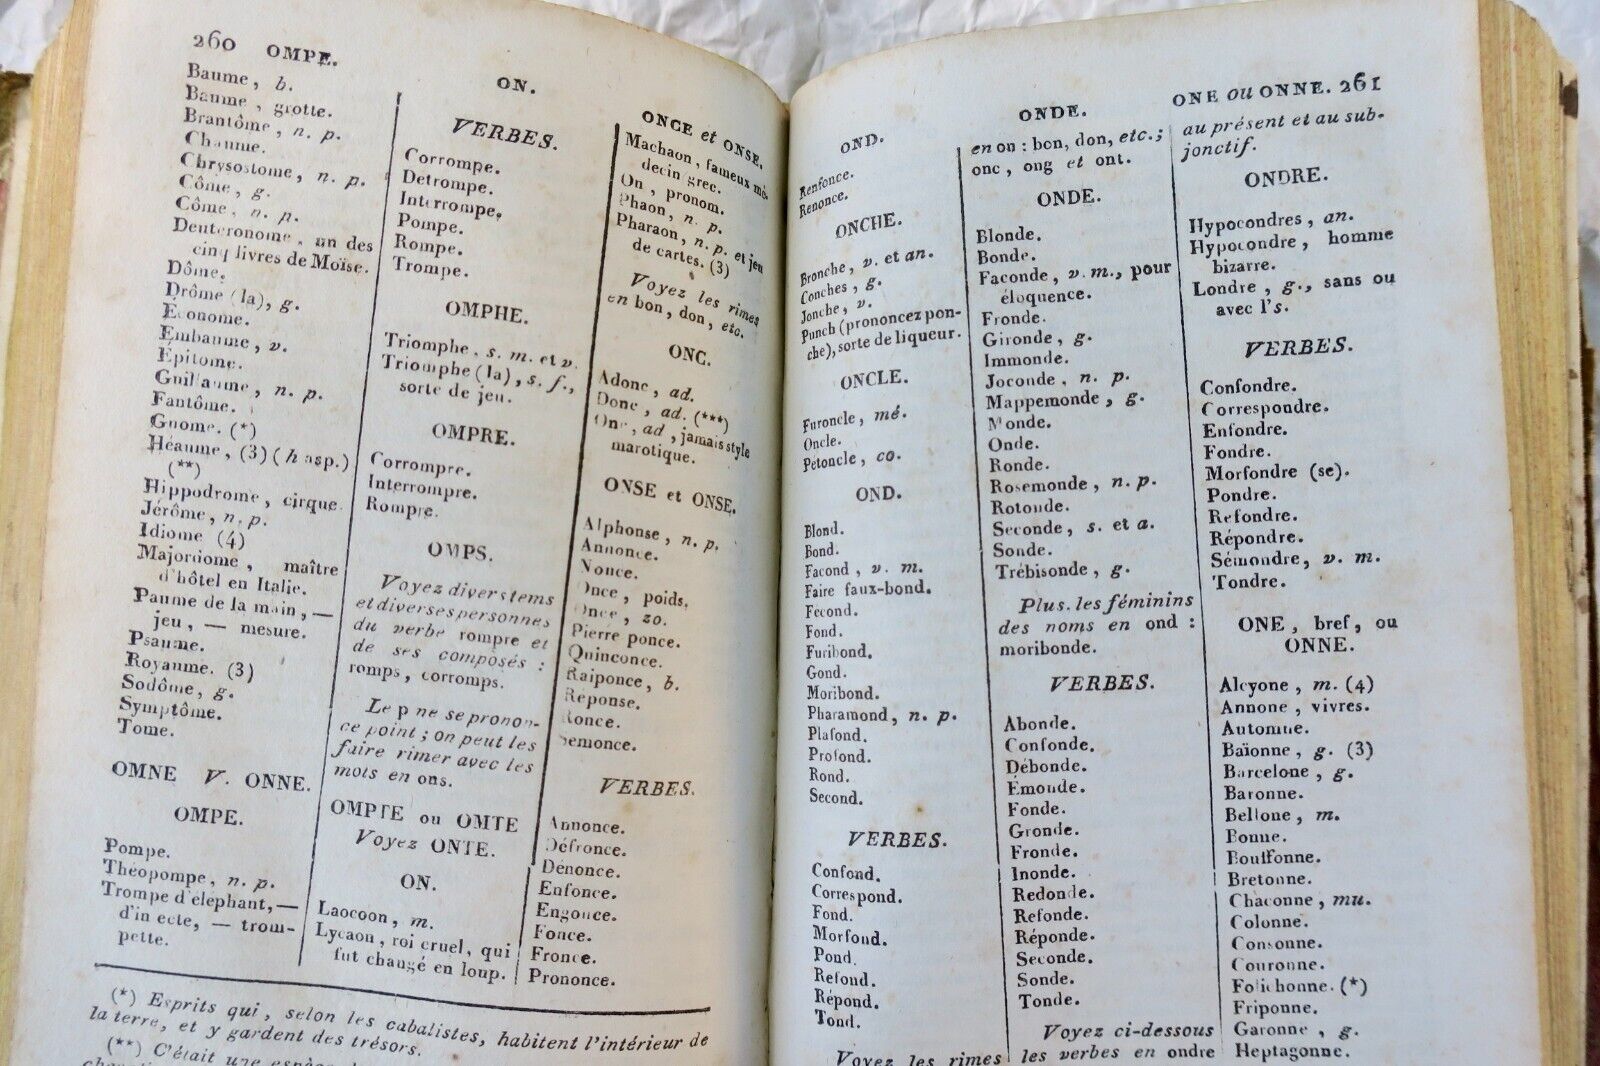 260 OMPE.
Baume, b.
Baume, grotte.
Brantôme, n. p.
Chaume.
Chrysostome, n. p.
Côme, g.
Côme, n. p.
Deutéronome, un des
cinq livres de Moïse.
Dôme.
Drôme (la), g.
Econome.
Embaume, v.
Epitome.
Guillaume, n. p.
Fantôme.
Gnome. (*)
Héaume, (3) (h asp.)
(**)
Hippodrome, cirque.
Jérôme, n. p.
Idiome (4)
Majordome, maître
d'hôtel en Italie.
Paume de la main, —
jeu, — mesure.
Psaume.
Royaume. (3)
Sodôme, g.
Symptôme.
Tome.
OMNE V. ONNE.
OMPE.
Pompe.
Théopompe, n. p.
Trompe d'éléphant, —
d'in ecte, — trom-
pette.
ON.
VERBES.
Corrompe.
Detrompe.
Interrompe.
Pompe.
Rompe.
Trompe.
OMPHE.
Triomphe, s. m. et v.
Triomphe (la), s. f.,
sorte de jeu.
OMPRE.
Corrompre.
Interrompre.
Rompre.
OMPS.
Voyez divers tems
et diverses personnes
du verbe rompre et
de ses composés :
romps, corromps.
Le p ne se pronon-
ce point ; on peut les
faire rimer avec les
mots en ons.
OMPTE ou OMTE
Voyez ONTE.
ON.
Laocoon, m.
Lycaon, roi cruel, qui
fut changé en loup.
ONCE et ONSE.
Machaon, fameux mé-
decin grec.
On, pronom.
Phaon, n. p.
Pharaon, n. p. et jeu
de cartes. (3)
Voyez les rimes
en bon, don, etc.
ONC.
Adonc, ad.
Donc, ad. (***)
Onc, ad, jamais style
marotique.
ONSE et ONSE.
Alphonse, n. p.
Annonce.
Nonce.
Once, poids.
Once, zo.
Pierre ponce.
Quinconce.
Raiponce, b.
Réponse.
Ronce.
Semonce.
VERBES.
Annonce.
Défronce.
Dénonce.
Enfonce.
Engonce.
Fonce.
Fronce.
Prononce.
(*) Esprits qui, selon les cabalistes, habitent l'intérieur de
la terre, et y gardent des trésors.
(**) C'était une espèce
OND.
Renfonce.
Renonce.
ONCHE.
Bronche, v. et an.
Conches, g.
Jonche, v.
Punch (prononcez pon-
che), sorte de liqueur.
ONCLE.
Furoncle, mé.
Oncle.
Pétoncle, co.
OND.
Blond.
Bond.
Facond, v. m.
Faire faux-bond.
Fécond.
Fond.
Furibond.
Gond.
Moribond.
Pharamond, n. p.
Plafond.
Profond.
Rond.
Second.
VERBES.
Confond.
Correspond.
Fond.
Morfond.
Pond.
Refond.
Répond.
Tond.
Voyez les rimes
ONDE.
en on : bon, don, etc.;
onc, ong et ont.
ONDE.
Blonde.
Bonde.
Faconde, v. m., pour
éloquence.
Fronde.
Gironde, g.
Immonde.
Joconde, n. p.
Mappemonde, g.
Monde.
Onde.
Ronde.
Rosemonde, n. p.
Rotonde.
Seconde, s. et a.
Sonde.
Trébisonde, g.
Plus. les féminins
des noms en ond :
moribonde.
VERBES.
Abonde.
Confonde.
Débonde.
Emonde.
Fonde.
Gronde.
Fronde.
Inonde.
Redonde.
Refonde.
Réponde.
Seconde.
Sonde.
Tonde.
Voyez ci-dessous
les verbes en ondre
ONE ou ONNE. 261
au présent et au sub-
jonctif.
ONDRE.
Hypocondres, an.
Hypocondre, homme
bizarre.
Londre, g., sans ou
avec l's.
VERBES.
Confondre.
Correspondre.
Enfondre.
Fondre.
Morfondre (se).
Pondre.
Refondre.
Répondre.
Sémondre, v. m.
Tondre.
ONE, bref, ou
ONNE.
Alcyone, m. (4)
Annone, vivres.
Automne.
Baïonne, g. (3)
Barcelone, g.
Baronne.
Bellone, m.
Bonne.
Bouffonne.
Bretonne.
Chaconne, mu.
Colonne.
Consonne.
Couronne.
Folichonne. (*)
Friponne.
Garonne, g.
Heptagonne.